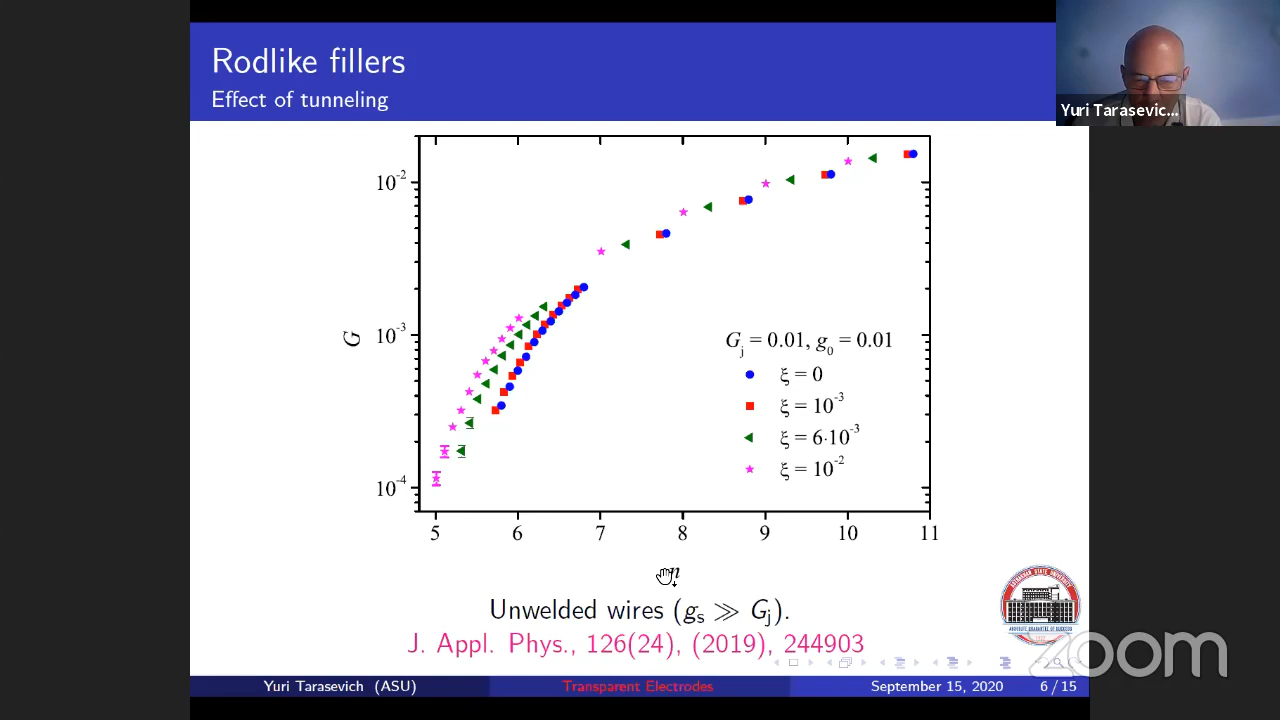 Rodlike fillers
Effect of tunneling
Yuri Tarasevic...
10⁻²
10⁻³
10⁻⁴
G
G_j = 0.01, g_0 = 0.01
ξ = 0
ξ = 10⁻³
ξ = 6·10⁻³
ξ = 10⁻²
5 6 7 8 9 10 11
n
Unwelded wires (g_s ≫ G_j).
J. Appl. Phys., 126(24), (2019), 244903
zoom
Yuri Tarasevich (ASU) Transparent Electrodes September 15, 2020 6 / 15